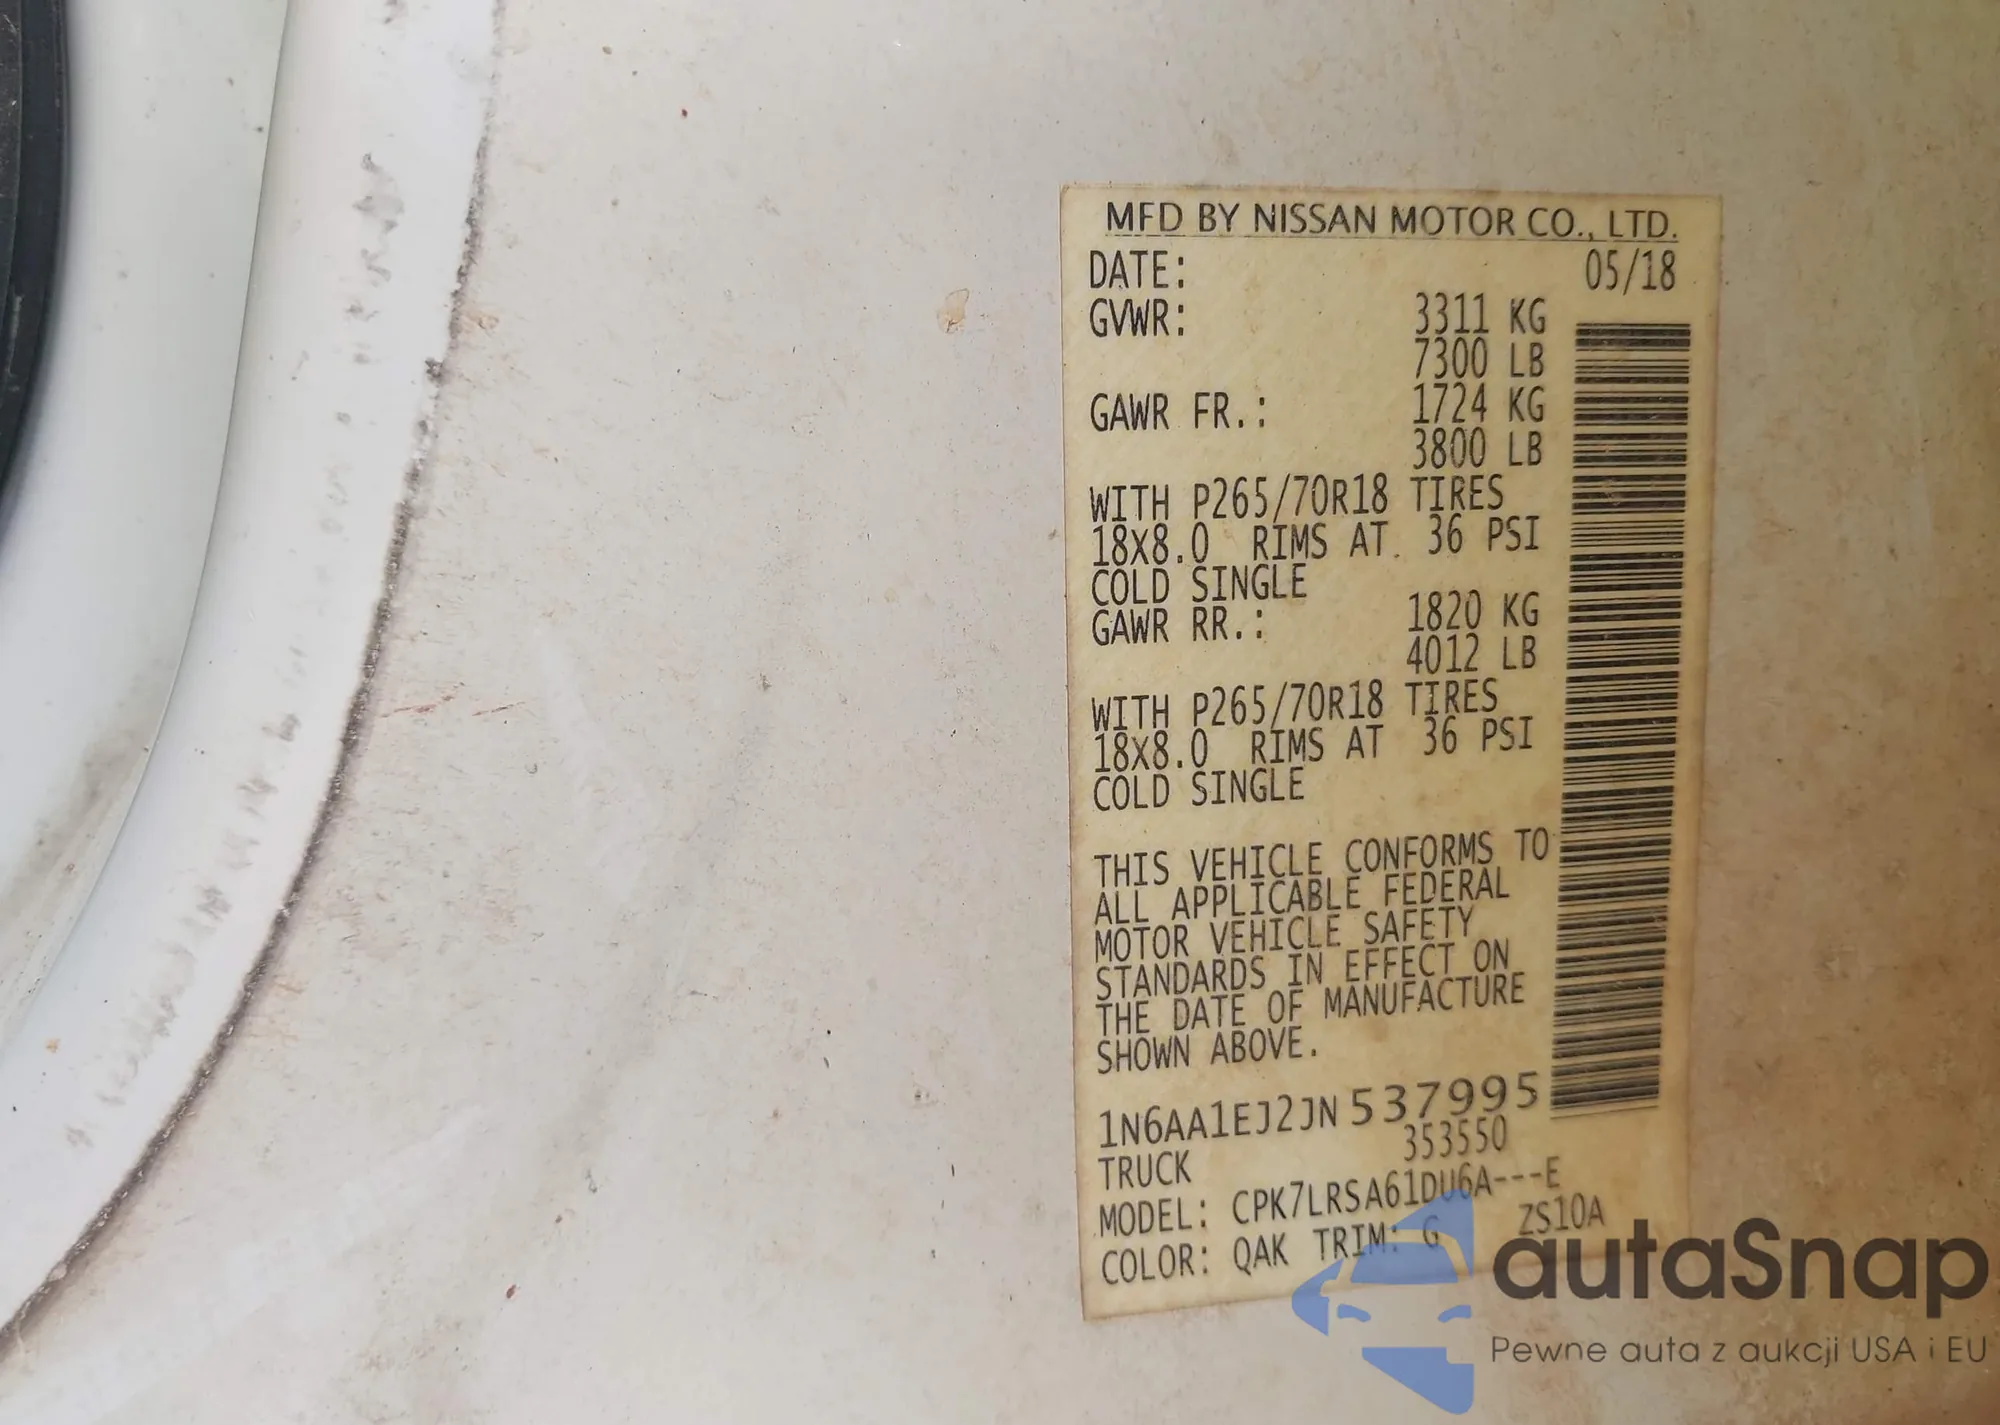 MFD BY NISSAN MOTOR CO., LTD.
DATE: 05/18
GVWR: 3311 KG
7300 LB
GAWR FR.: 1724 KG
3800 LB
WITH P265/70R18 TIRES
18X8.0 RIMS AT 36 PSI
COLD SINGLE
GAWR RR.: 1820 KG
4012 LB
WITH P265/70R18 TIRES
18X8.0 RIMS AT 36 PSI
COLD SINGLE
THIS VEHICLE CONFORMS TO
ALL APPLICABLE FEDERAL
MOTOR VEHICLE SAFETY
STANDARDS IN EFFECT ON
THE DATE OF MANUFACTURE
SHOWN ABOVE.
1N6AA1EJ2JN537995
TRUCK 353550
MODEL: CPK7LRSA61DU6A---E
COLOR: QAK TRIM: G ZS10A
autaSnap
Pewne auta z aukcji USA i EU